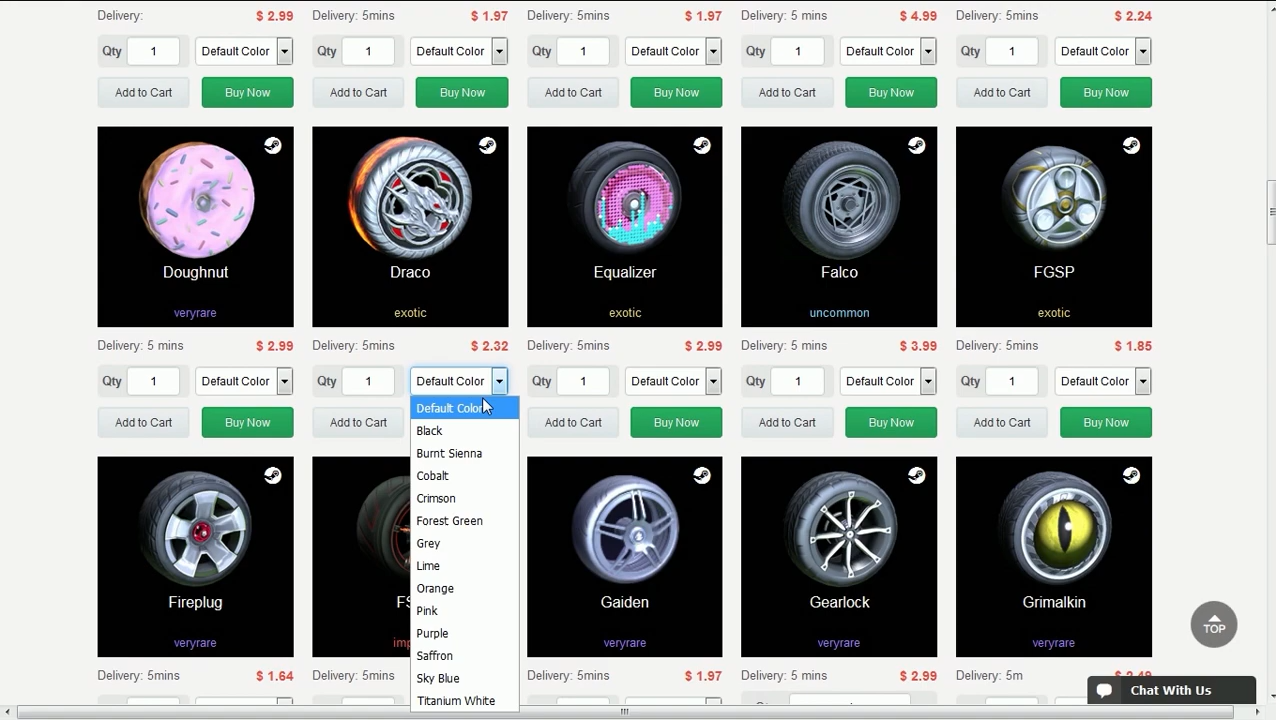 Delivery: $ 2.99 Delivery: 5mins $ 1.97 Delivery: 5mins $ 1.97 Delivery: 5 mins $ 4.99 Delivery: 5mins $ 2.24
Qty 1 Default Color Qty 1 Default Color Qty 1 Default Color Qty 1 Default Color Qty 1 Default Color
Add to Cart Buy Now Add to Cart Buy Now Add to Cart Buy Now Add to Cart Buy Now Add to Cart Buy Now
Doughnut Draco Equalizer Falco FGSP
veryrare exotic exotic uncommon exotic
Delivery: 5 mins $ 2.99 Delivery: 5mins $ 2.32 Delivery: 5mins $ 2.99 Delivery: 5mins $ 3.99 Delivery: 5mins $ 1.85
Qty 1 Default Color Qty 1 Default Color Qty 1 Default Color Qty 1 Default Color Qty 1 Default Color
Add to Cart Buy Now Add to Cart Add to Cart Buy Now Add to Cart Buy Now Add to Cart Buy Now
Default Color
Black
Burnt Sienna
Cobalt
Crimson
Forest Green
Grey
Lime
Orange
Pink
Purple
Saffron
Sky Blue
Titanium White
Fireplug Gaiden Gearlock Grimalkin
veryrare veryrare veryrare veryrare
Delivery: 5mins $ 1.64 Delivery: 5mins Delivery: 5mins $ 1.97 Delivery: 5mins $ 2.99 Delivery: 5m
TOP
Chat With Us